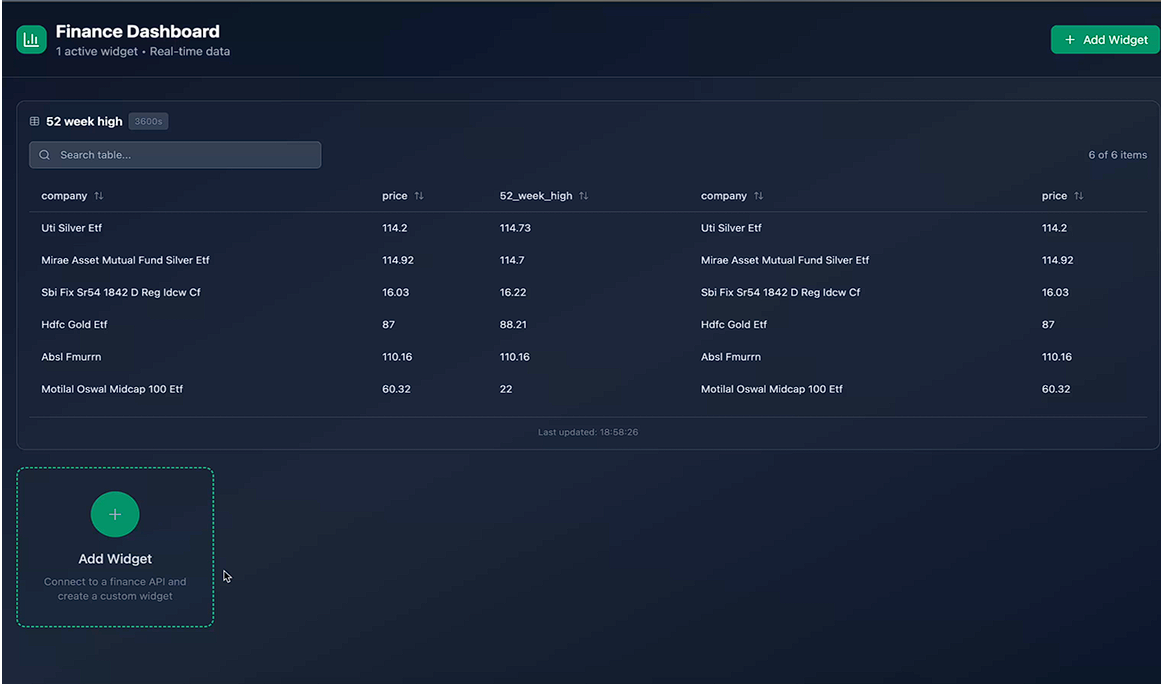 Finance Dashboard
1 active widget • Real-time data
+ Add Widget
52 week high 3600s
Search table...
6 of 6 items
company price 52_week_high company price
Uti Silver Etf 114.2 114.73 Uti Silver Etf 114.2
Mirae Asset Mutual Fund Silver Etf 114.92 114.7 Mirae Asset Mutual Fund Silver Etf 114.92
Sbi Fix Sr54 1842 D Reg Idcw Cf 16.03 16.22 Sbi Fix Sr54 1842 D Reg Idcw Cf 16.03
Hdfc Gold Etf 87 88.21 Hdfc Gold Etf 87
Absl Fmurrn 110.16 110.16 Absl Fmurrn 110.16
Motilal Oswal Midcap 100 Etf 60.32 22 Motilal Oswal Midcap 100 Etf 60.32
Last updated: 18:58:26
Add Widget
Connect to a finance API and
create a custom widget